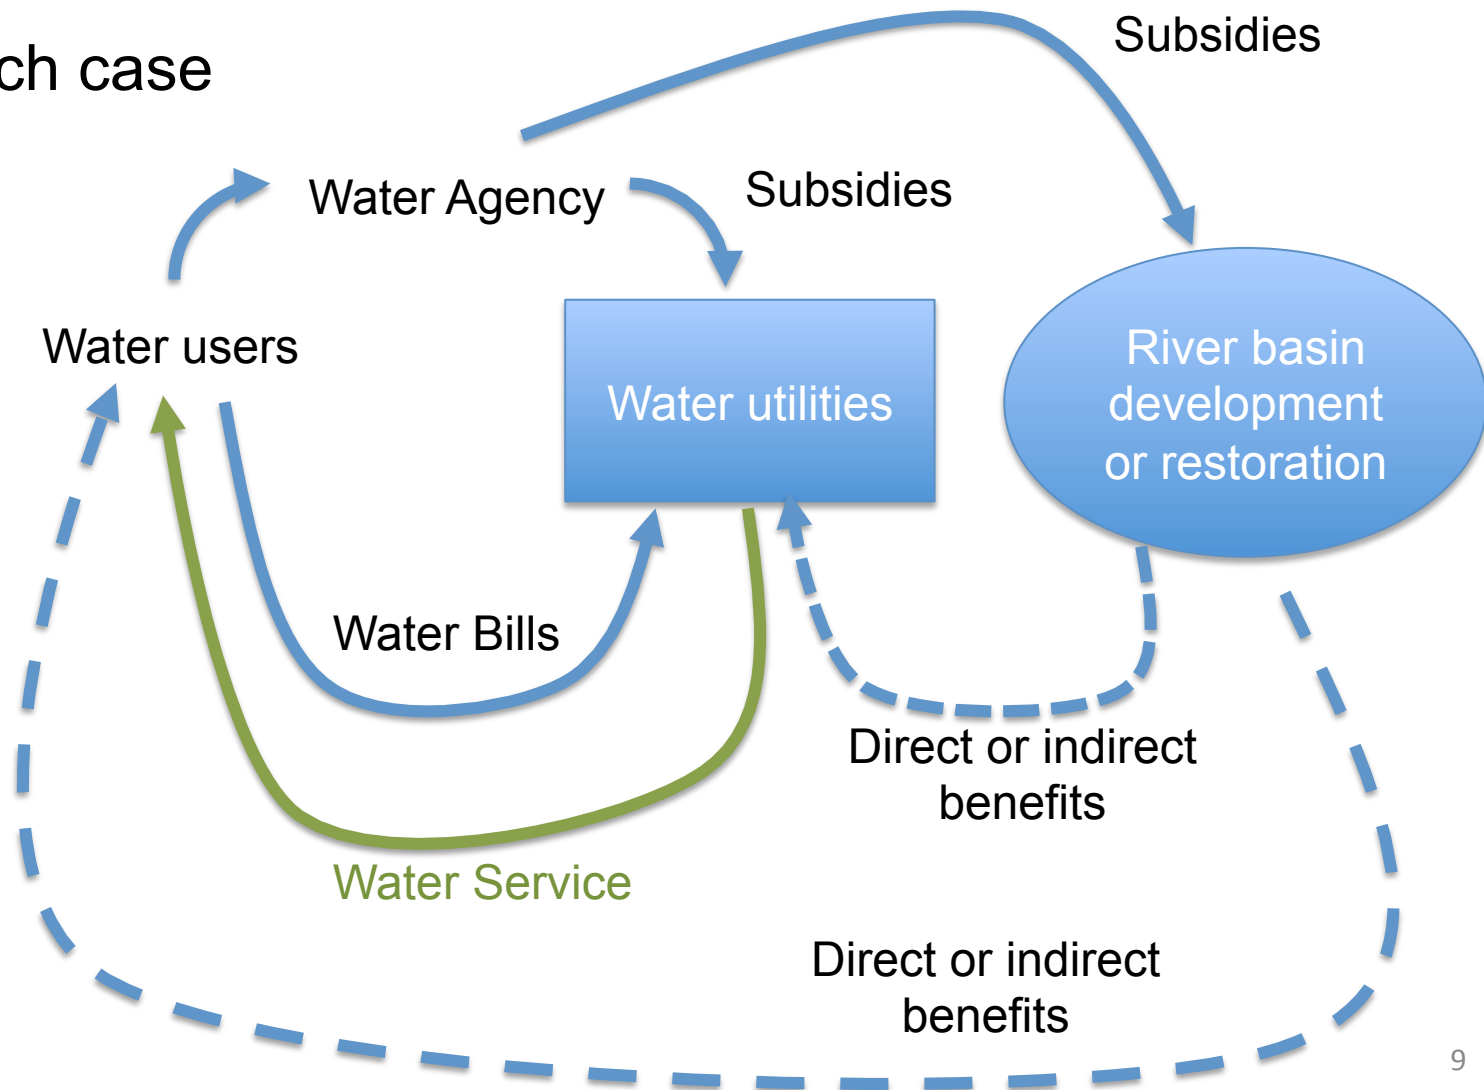 ch case
Subsidies
Water Agency
Subsidies
Water users
Water utilities
River basin
development
or restoration
Water Bills
Direct or indirect
benefits
Water Service
Direct or indirect
benefits
9